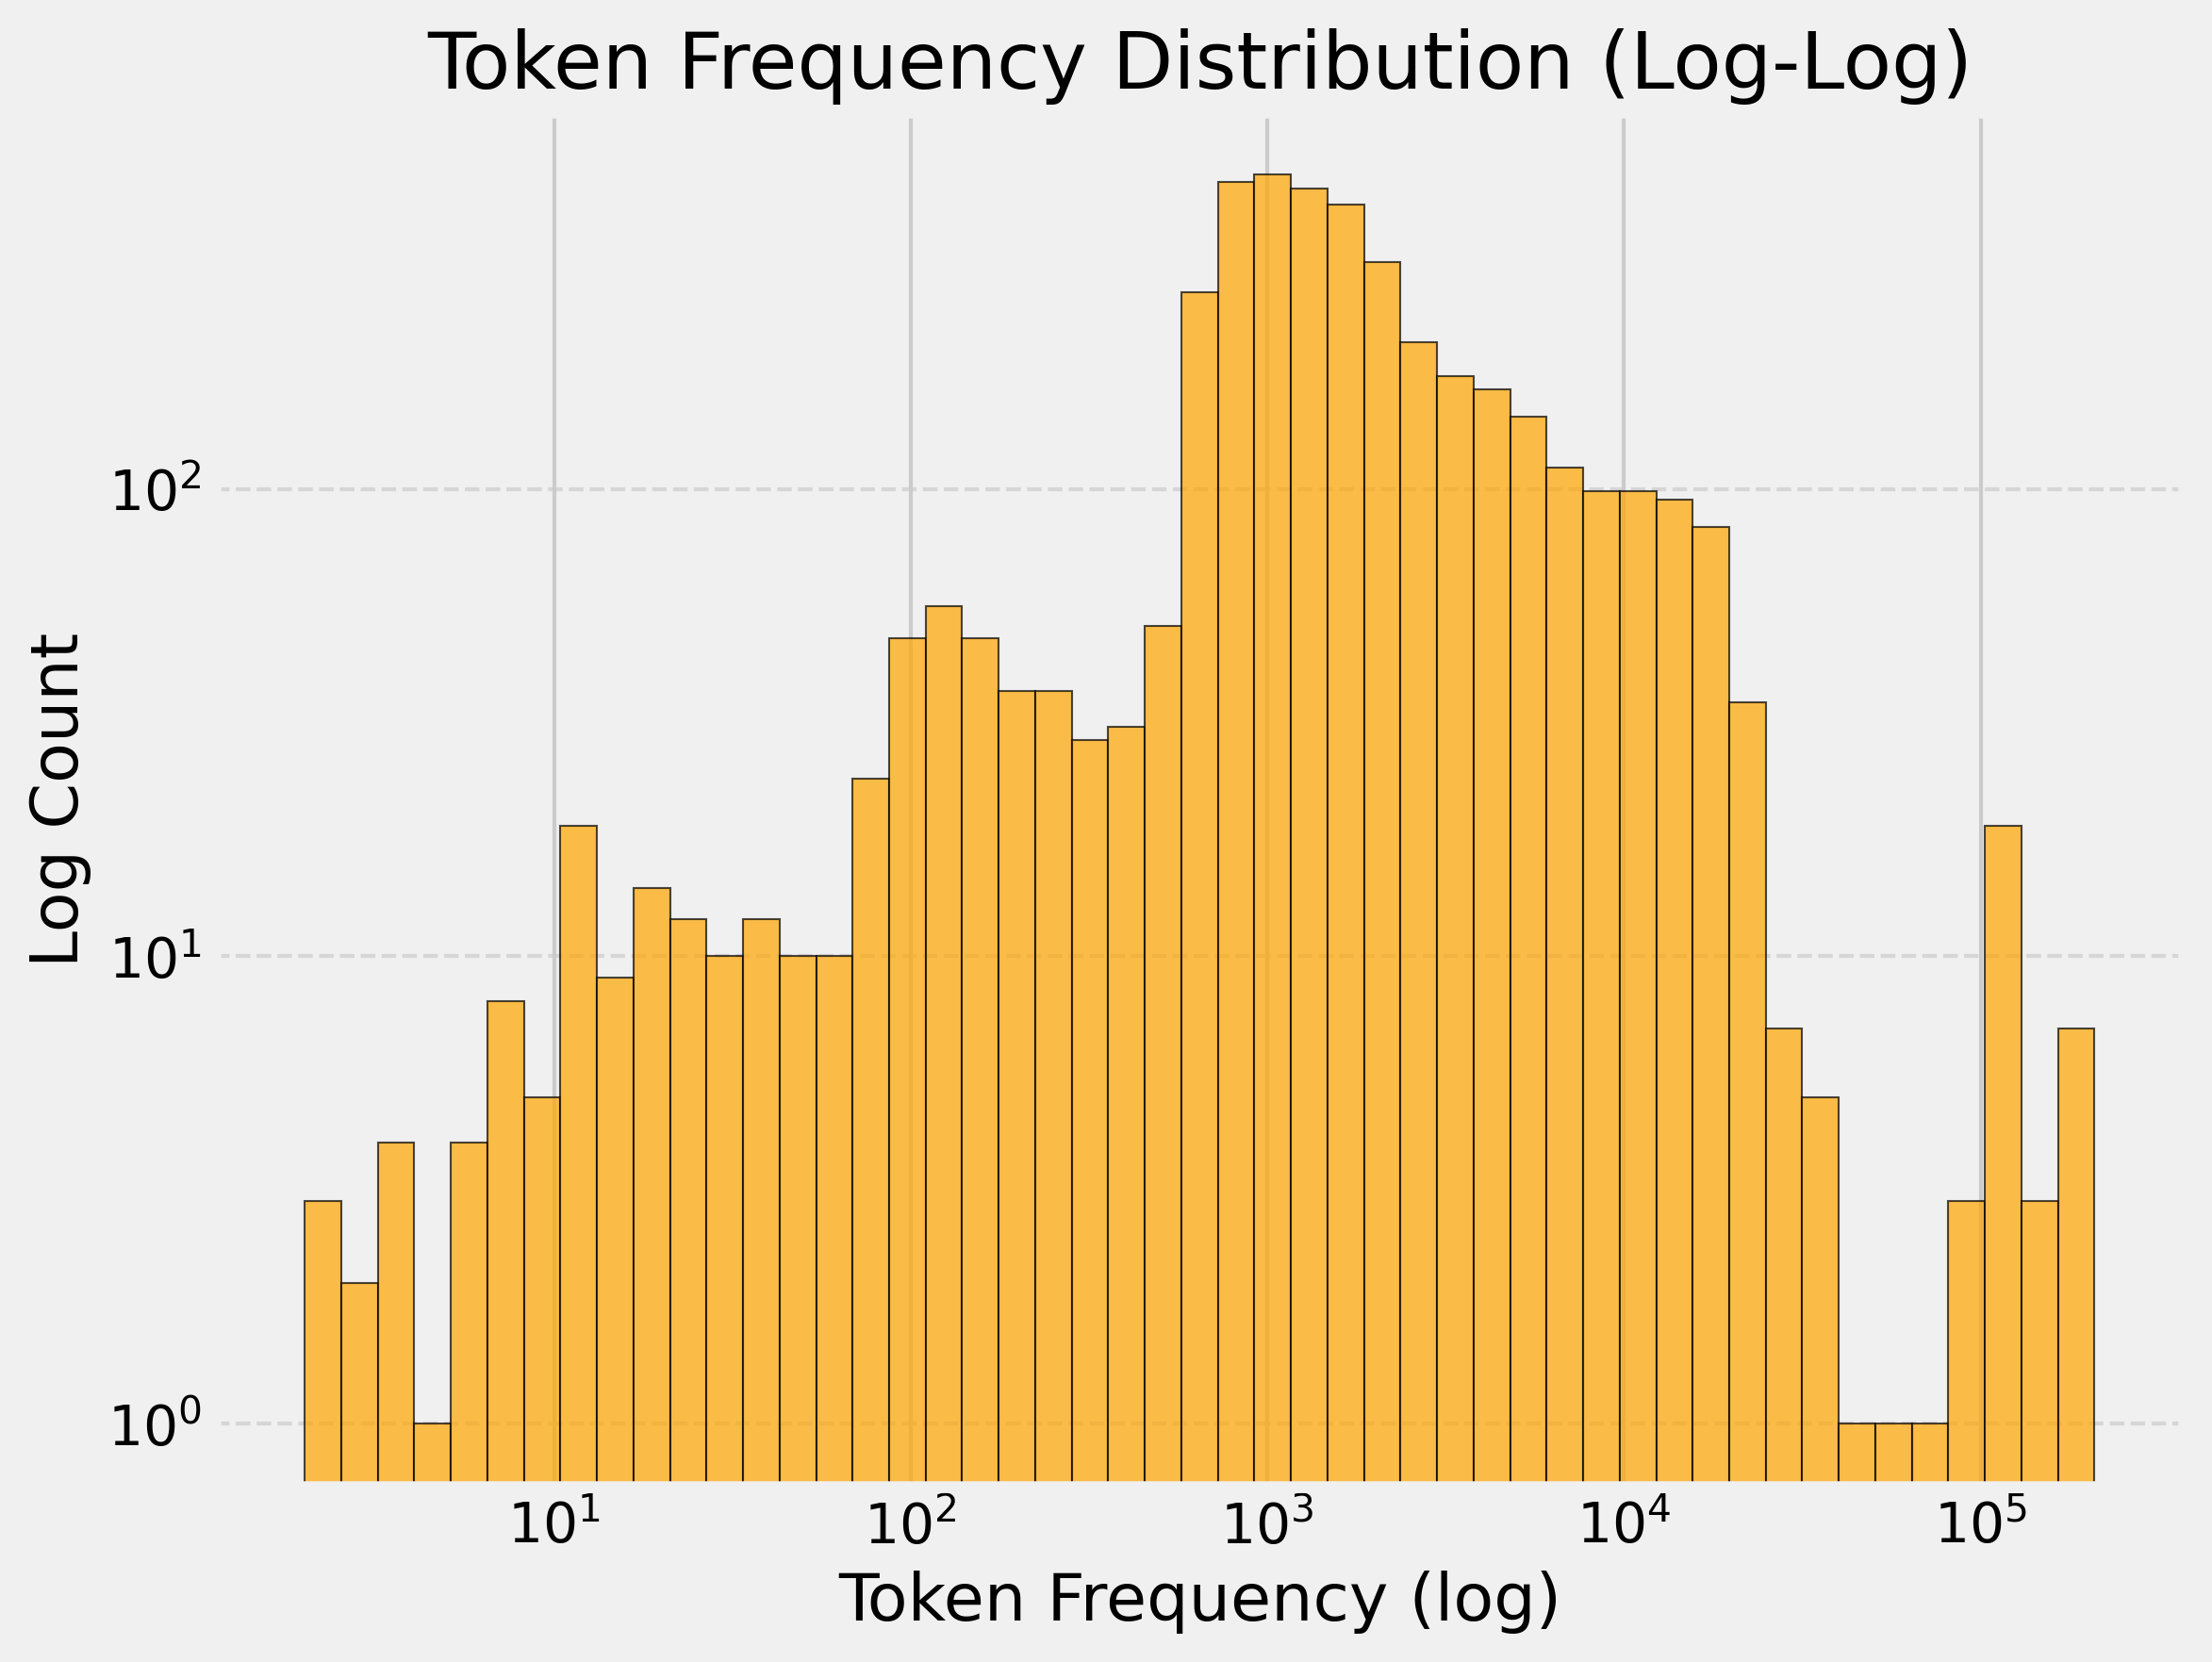 Token Frequency Distribution (Log-Log)
Log Count
10²
10¹
10⁰
10¹ 10² 10³ 10⁴ 10⁵
Token Frequency (log)